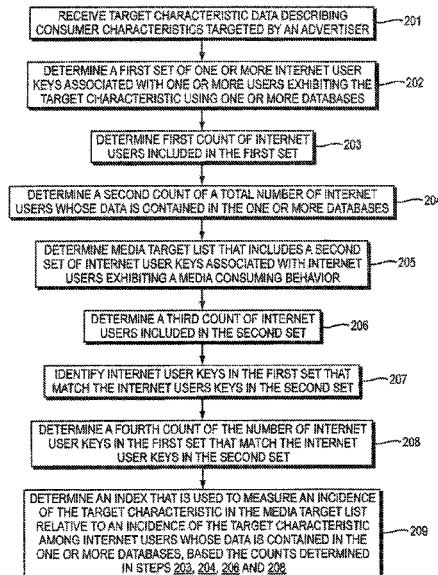 RECEIVE TARGET CHARACTERISTIC DATA DESCRIBING
CONSUMER CHARACTERISTICS TARGETED BY AN ADVERTISER
201
DETERMINE A FIRST SET OF ONE OR MORE INTERNET USER
KEYS ASSOCIATED WITH ONE OR MORE USERS EXHIBITING THE
TARGET CHARACTERISTIC USING ONE OR MORE DATABASES
202
DETERMINE FIRST COUNT OF INTERNET
USERS INCLUDED IN THE FIRST SET
203
DETERMINE A SECOND COUNT OF A TOTAL NUMBER OF INTERNET
USERS WHOSE DATA IS CONTAINED IN THE ONE OR MORE DATABASES
204
DETERMINE MEDIA TARGET LIST THAT INCLUDES A SECOND
SET OF INTERNET USER KEYS ASSOCIATED WITH INTERNET
USERS EXHIBITING A MEDIA CONSUMING BEHAVIOR
205
DETERMINE A THIRD COUNT OF INTERNET
USERS INCLUDED IN THE SECOND SET
206
IDENTIFY INTERNET USER KEYS IN THE FIRST SET THAT
MATCH THE INTERNET USERS KEYS IN THE SECOND SET
207
DETERMINE A FOURTH COUNT OF THE NUMBER OF INTERNET
USER KEYS IN THE FIRST SET THAT MATCH THE INTERNET
USER KEYS IN THE SECOND SET
208
DETERMINE AN INDEX THAT IS USED TO MEASURE AN INCIDENCE
OF THE TARGET CHARACTERISTIC IN THE MEDIA TARGET LIST
RELATIVE TO AN INCIDENCE OF THE TARGET CHARACTERISTIC
AMONG INTERNET USERS WHOSE DATA IS CONTAINED IN THE
ONE OR MORE DATABASES, BASED THE COUNTS DETERMINED
IN STEPS 203, 204, 206 AND 208
209